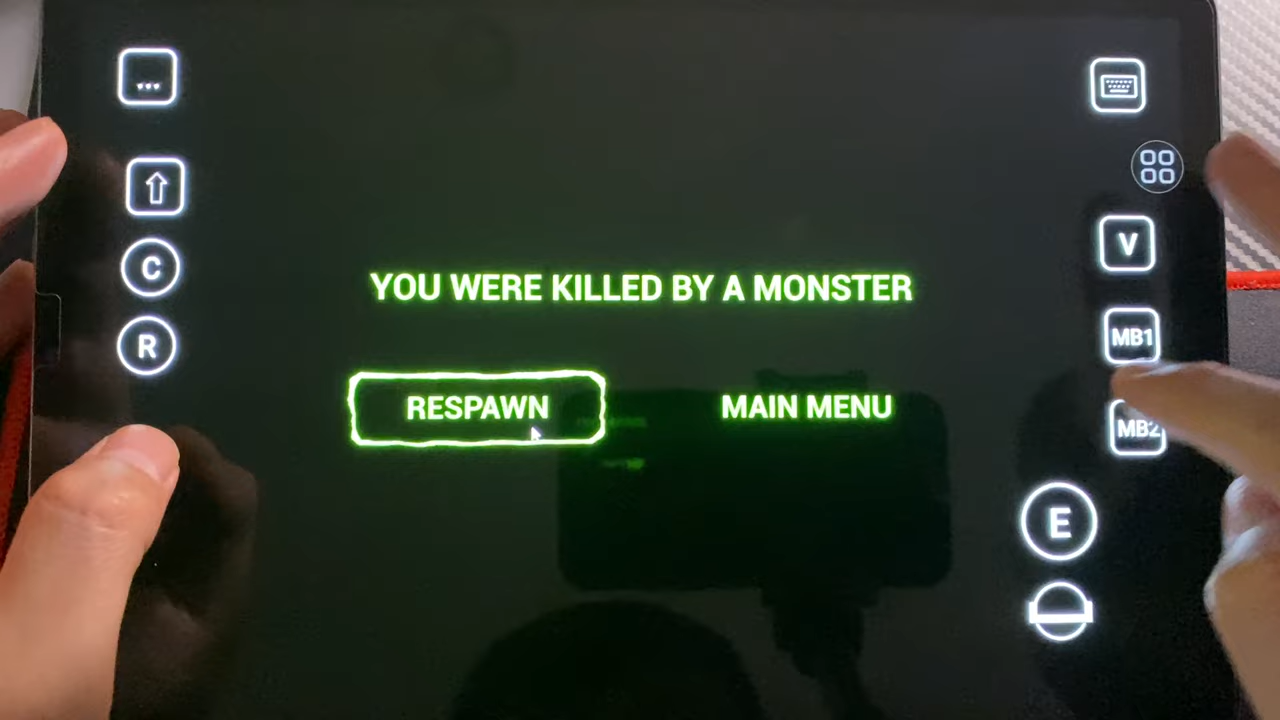 ...
C
R
V
MB1
MB2
E
YOU WERE KILLED BY A MONSTER
RESPAWN
MAIN MENU